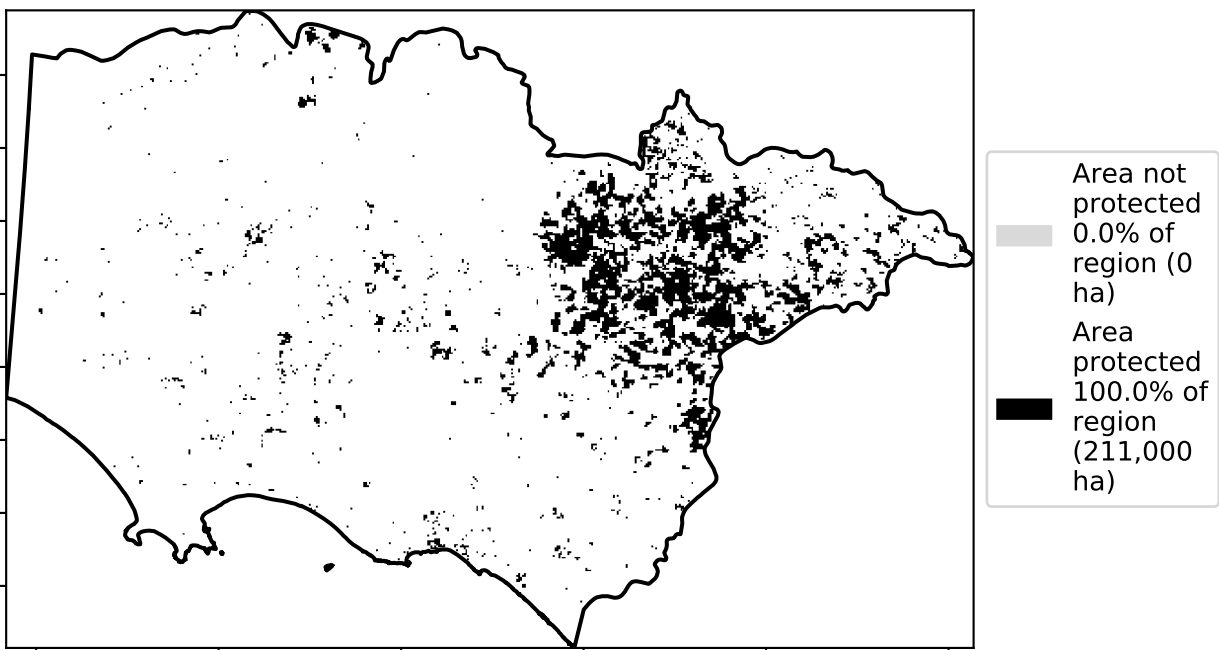 Area not
protected
0.0% of
region (0
ha)
Area
protected
100.0% of
region
(211,000
ha)